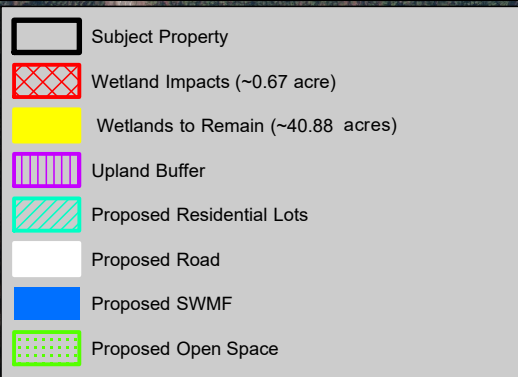 Subject Property
Wetland Impacts (~0.67 acre)
Wetlands to Remain (~40.88 acres)
Upland Buffer
Proposed Residential Lots
Proposed Road
Proposed SWMF
Proposed Open Space